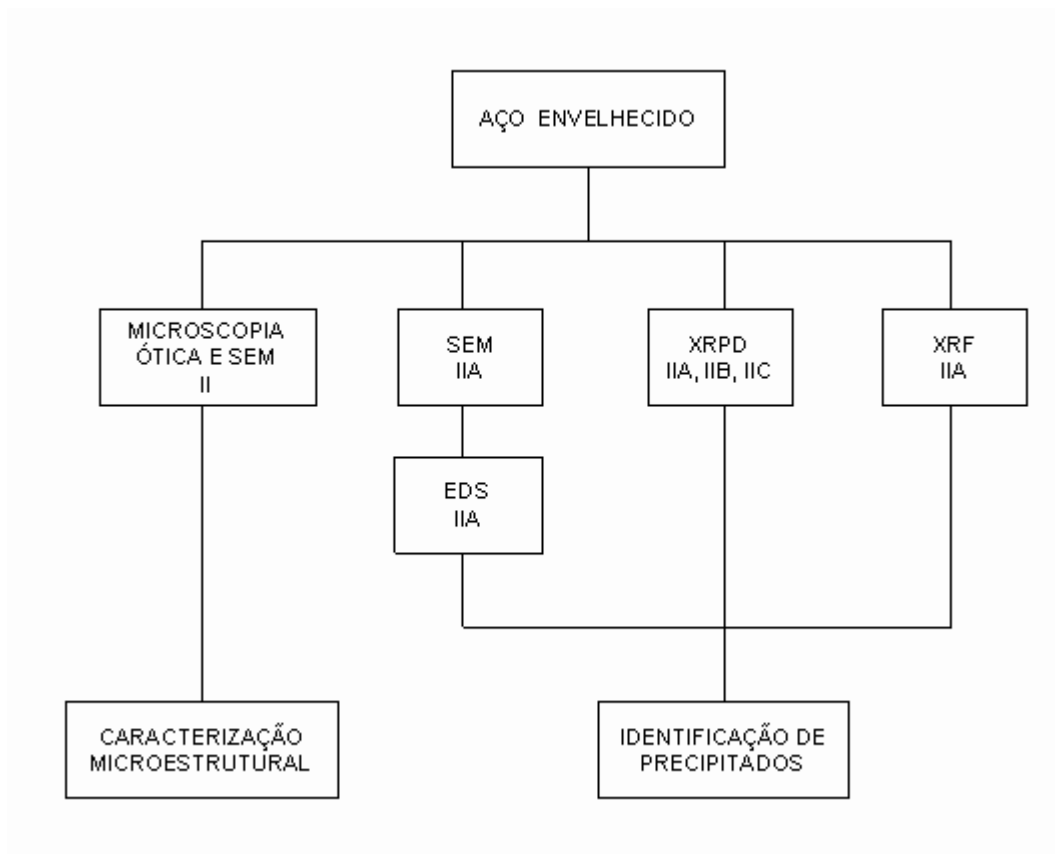 AÇO ENVELHECIDO
MICROSCOPIA
ÓTICA E SEM
II
SEM
IIA
XRPD
IIA, IIB, IIC
XRF
IIA
EDS
IIA
CARACTERIZAÇÃO
MICROESTRUTURAL
IDENTIFICAÇÃO DE
PRECIPITADOS